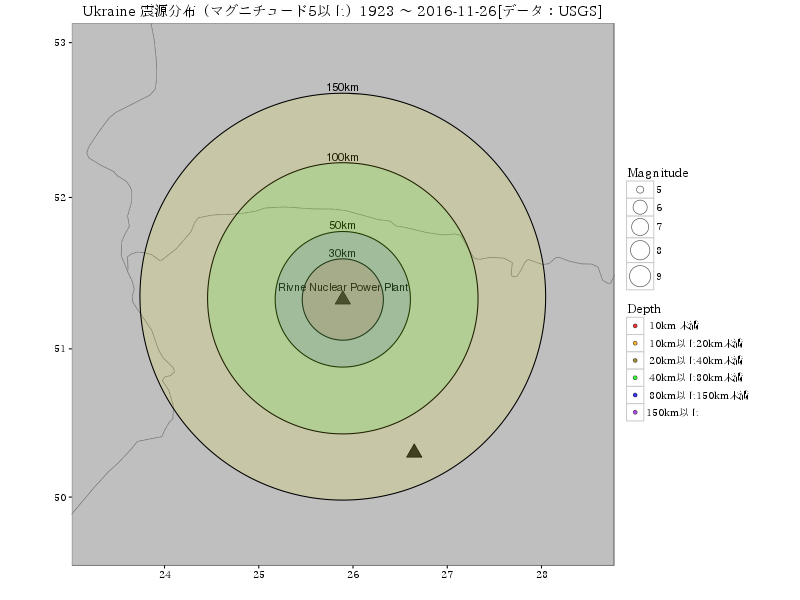 Ukraine 震源分布（マグニチュード5以上）1923 ～ 2016-11-26[データ：USGS]
53
52
51
50
24
25
26
27
28
150km
100km
50km
30km
Rivne Nuclear Power Plant
Magnitude
5
6
7
8
9
Depth
10km 未満
10km以上20km未満
20km以上40km未満
40km以上80km未満
80km以上150km未満
150km以上